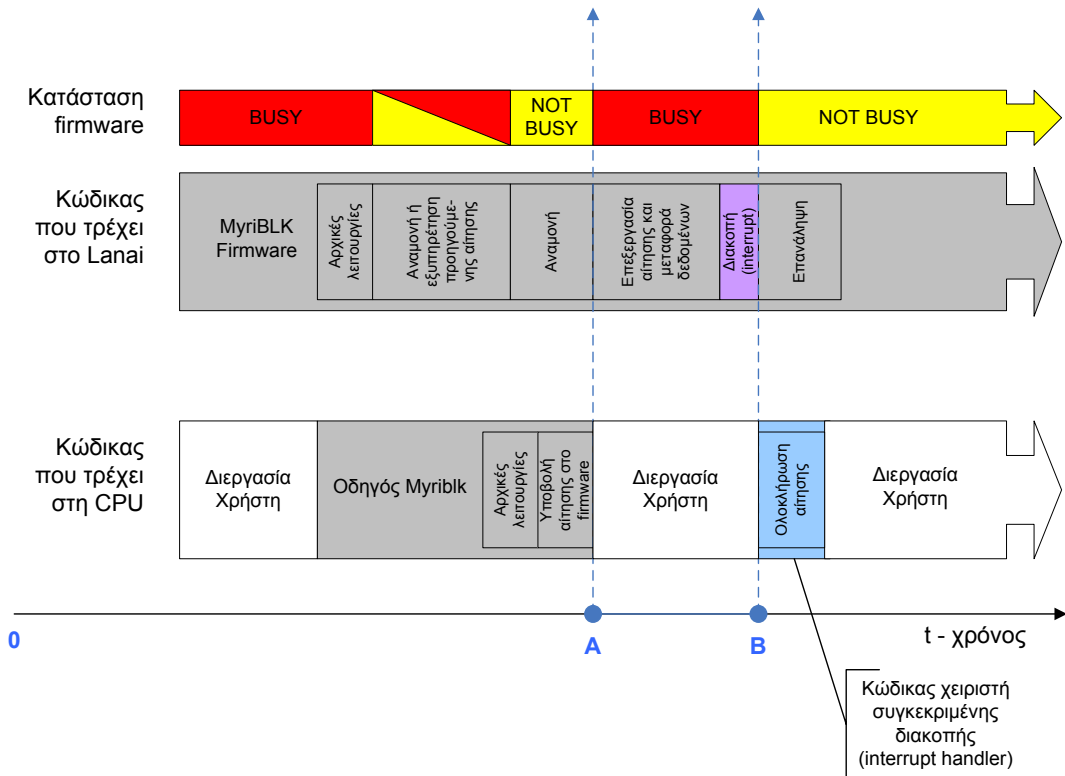 Κατάσταση
firmware
BUSY
NOT
BUSY
BUSY
NOT BUSY
Κώδικας
που τρέχει
στο Lanai
MyriBLK
Firmware
Αρχικές
λειτουργίες
Αναμονή ή
εξυπηρέτηση
προηγούμε-
νης αίτησης
Αναμονή
Επεξεργασία
αίτησης και
μεταφορά
δεδομένων
Διακοπή
(interrupt)
Επανάληψη
Κώδικας
που τρέχει
στη CPU
Διεργασία
Χρήστη
Οδηγός Myriblk
Αρχικές
λειτουργίες
Υποβολή
αίτησης στο
firmware
Διεργασία
Χρήστη
Ολοκλήρωση
αίτησης
Διεργασία
Χρήστη
0
A
B
t - χρόνος
Κώδικας χειριστή
συγκεκριμένης
διακοπής
(interrupt handler)